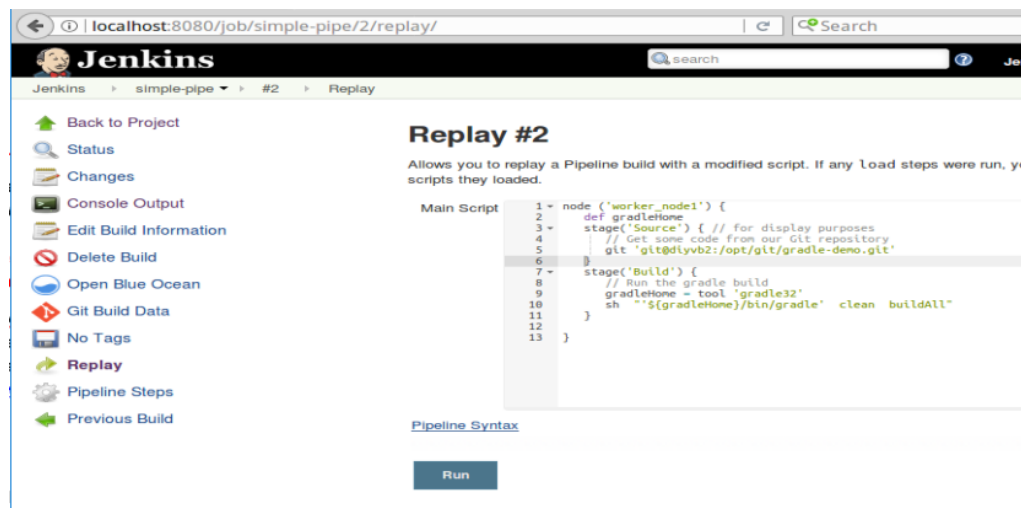 localhost:8080/job/simple-pipe/2/replay/
Search
Jenkins
search
Je
Jenkins simple-pipe #2 Replay
Back to Project
Status
Changes
Console Output
Edit Build Information
Delete Build
Open Blue Ocean
Git Build Data
No Tags
Replay
Pipeline Steps
Previous Build
Replay #2
Allows you to replay a Pipeline build with a modified script. If any load steps were run, y
scripts they loaded.
Main Script
1 node ('worker_node1') {
2 def gradleHome
3 stage('Source') { // for display purposes
4 // Get some code from our Git repository
5 git 'git@diyvb2:/opt/git/gradle-demo.git'
6 }
7 stage('Build') {
8 // Run the gradle build
9 gradleHome = tool 'gradle32'
10 sh "'${gradleHome}/bin/gradle' clean buildAll"
11 }
12
13 }
Pipeline Syntax
Run